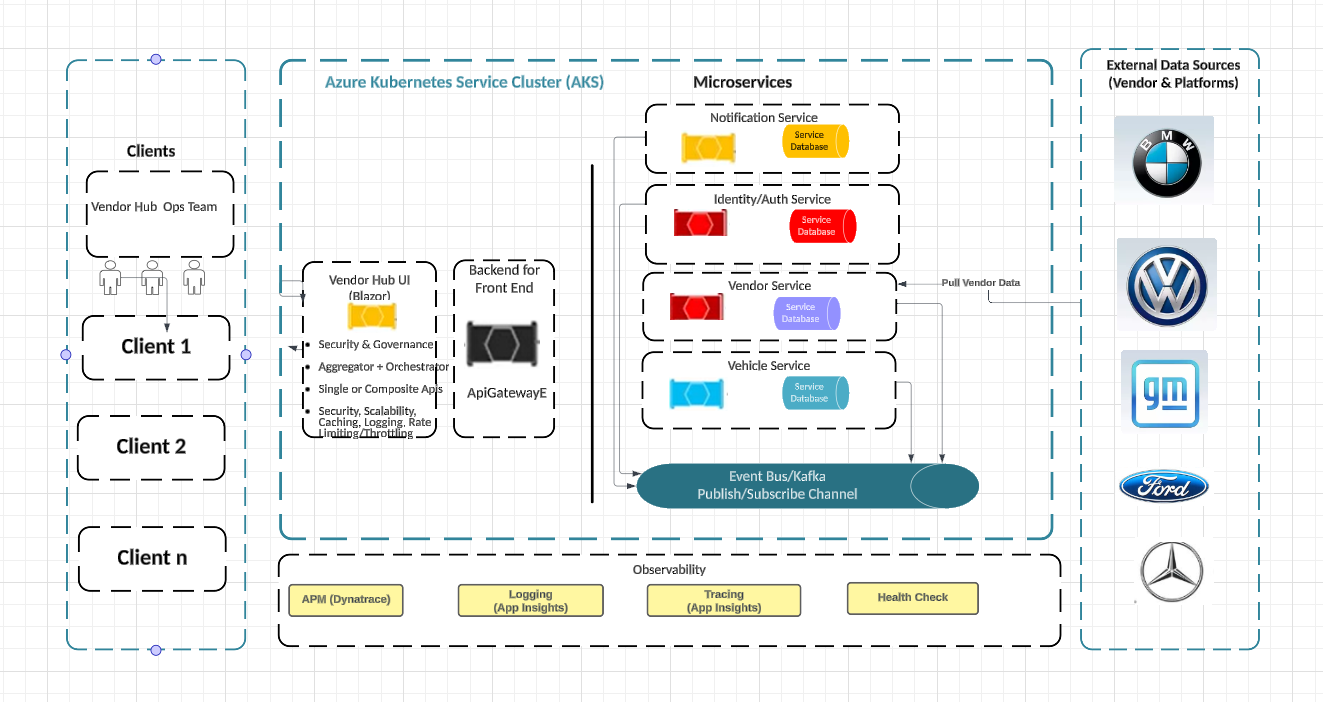 Clients
Vendor Hub Ops Team
Client 1
Client 2
Client n
Azure Kubernetes Service Cluster (AKS)
Vendor Hub UI
(Blazor)
• Security & Governance
• Aggregator + Orchestrator
• Single or Composite Apis
• Security, Scalability,
Caching, Logging, Rate
Limiting/Throttling
Backend for
Front End
ApiGatewayE
Microservices
Notification Service
Service
Database
Identity/Auth Service
Service
Database
Vendor Service
Service
Database
Vehicle Service
Service
Database
Event Bus/Kafka
Publish/Subscribe Channel
Pull Vendor Data
External Data Sources
(Vendor & Platforms)
BMW
VW
gm
Ford
Observability
APM (Dynatrace)
Logging
(App Insights)
Tracing
(App Insights)
Health Check